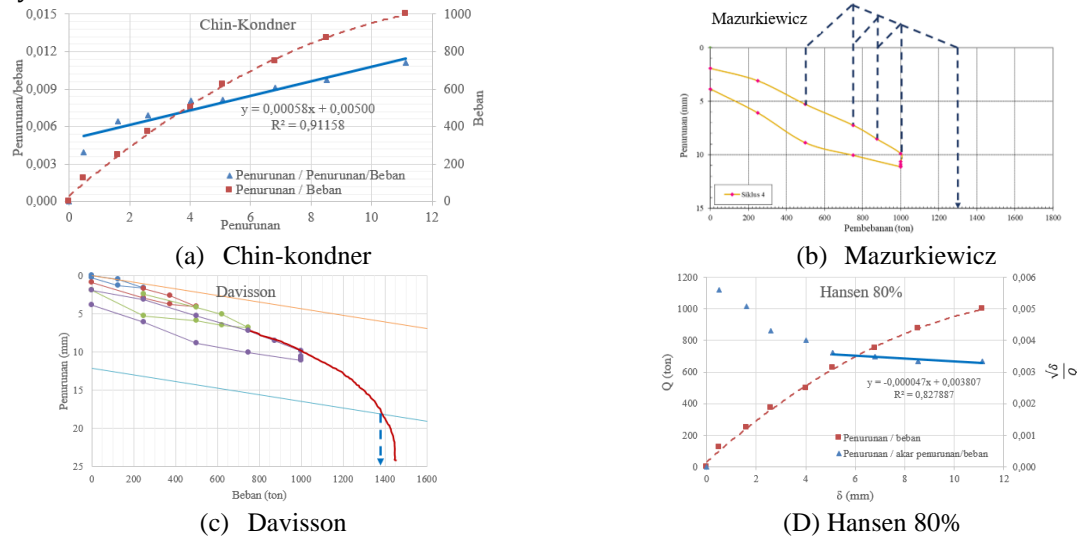 Chin-Kondner
0,015
0,012
0,009
0,006
0,003
0,000
Penurunan/beban
1000
800
600
400
200
0
Beban
y = 0,00058x + 0,00500
R² = 0,91158
Penurunan / Penurunan/Beban
Penurunan / Beban
0 2 4 6 8 10 12
Penurunan
(a) Chin-kondner
Mazurkiewicz
0
5
10
15
Penurunan (mm)
Siklus 4
0 200 400 600 800 1000 1200 1400 1600 1800
Pembebanan (ton)
(b) Mazurkiewicz
Davisson
0
5
10
15
20
25
Penurunan (mm)
0 200 400 600 800 1000 1200 1400 1600
Beban (ton)
(c) Davisson
Hansen 80%
1200
1000
800
600
400
200
0
Q (ton)
0,006
0,005
0,004
0,003
0,002
0,001
0,000
√δ
Q
y = -0,000047x + 0,003807
R² = 0,827887
Penurunan / beban
Penurunan / akar penurunan/beban
0 2 4 6 8 10 12
δ (mm)
(D) Hansen 80%